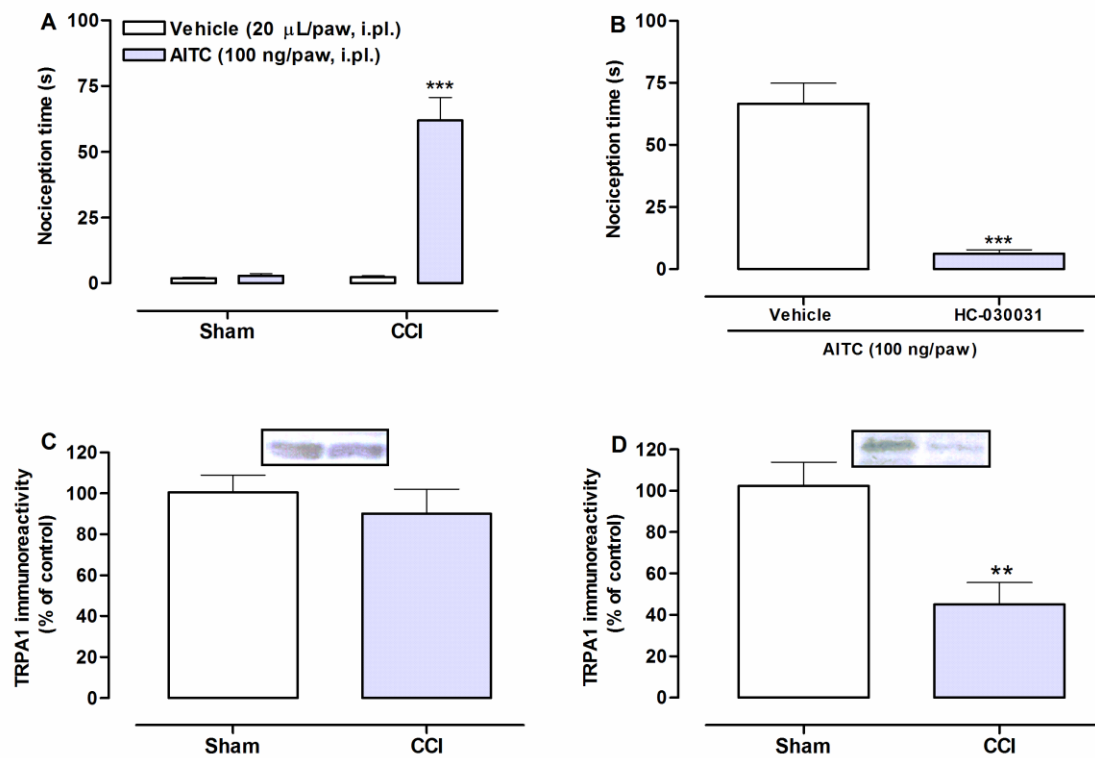 A
Vehicle (20 μL/paw, i.pl.)
AITC (100 ng/paw, i.pl.)
Nociception time (s)
100
75
50
25
0
***
Sham
CCI
B
Nociception time (s)
100
75
50
25
0
***
Vehicle
HC-030031
AITC (100 ng/paw)
C
TRPA1 immunoreactivity
(% of control)
120
100
80
60
40
20
0
Sham
CCI
D
TRPA1 immunoreactivity
(% of control)
120
100
80
60
40
20
0
**
Sham
CCI